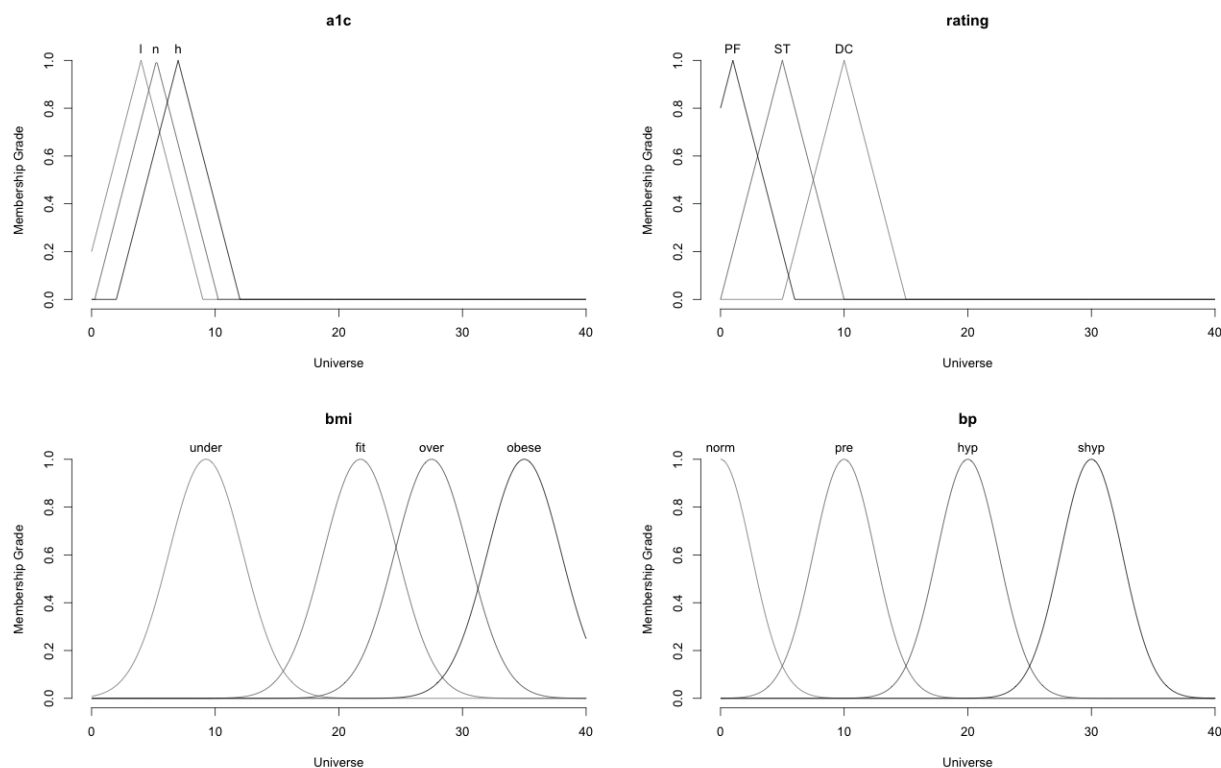 a1c
l n h
Membership Grade
0.0 0.2 0.4 0.6 0.8 1.0
0 10 20 30 40
Universe
rating
PF ST DC
Membership Grade
0.0 0.2 0.4 0.6 0.8 1.0
0 10 20 30 40
Universe
bmi
under fit over obese
Membership Grade
0.0 0.2 0.4 0.6 0.8 1.0
0 10 20 30 40
Universe
bp
norm pre hyp shyp
Membership Grade
0.0 0.2 0.4 0.6 0.8 1.0
0 10 20 30 40
Universe